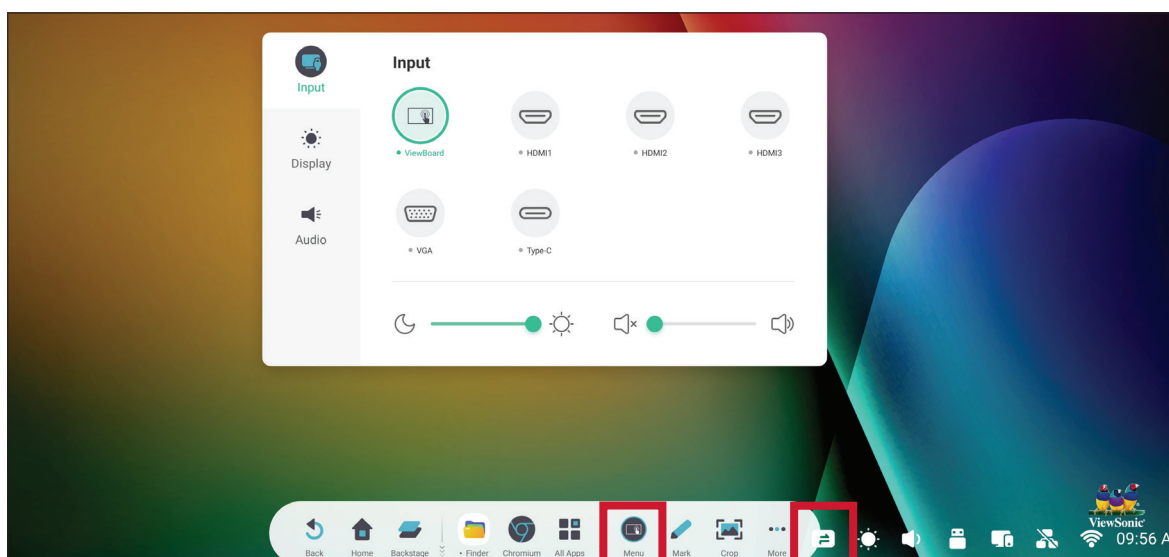 Input
Input
ViewBoard
HDMI1
HDMI2
HDMI3
Display
Audio
VGA
Type-C
ViewSonic®
Back
Home
Backstage
• Finder
Chromium
All Apps
Menu
Mark
Crop
More
09:56 A